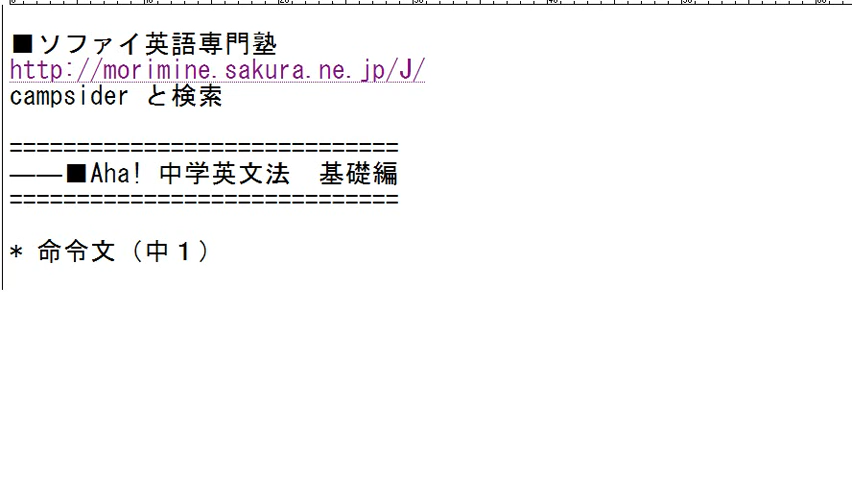 ■ソファイ英語専門塾
http://morimine.sakura.ne.jp/J/
campsider と検索
=============================
――■Aha! 中学英文法　基礎編
=============================
* 命令文（中１）